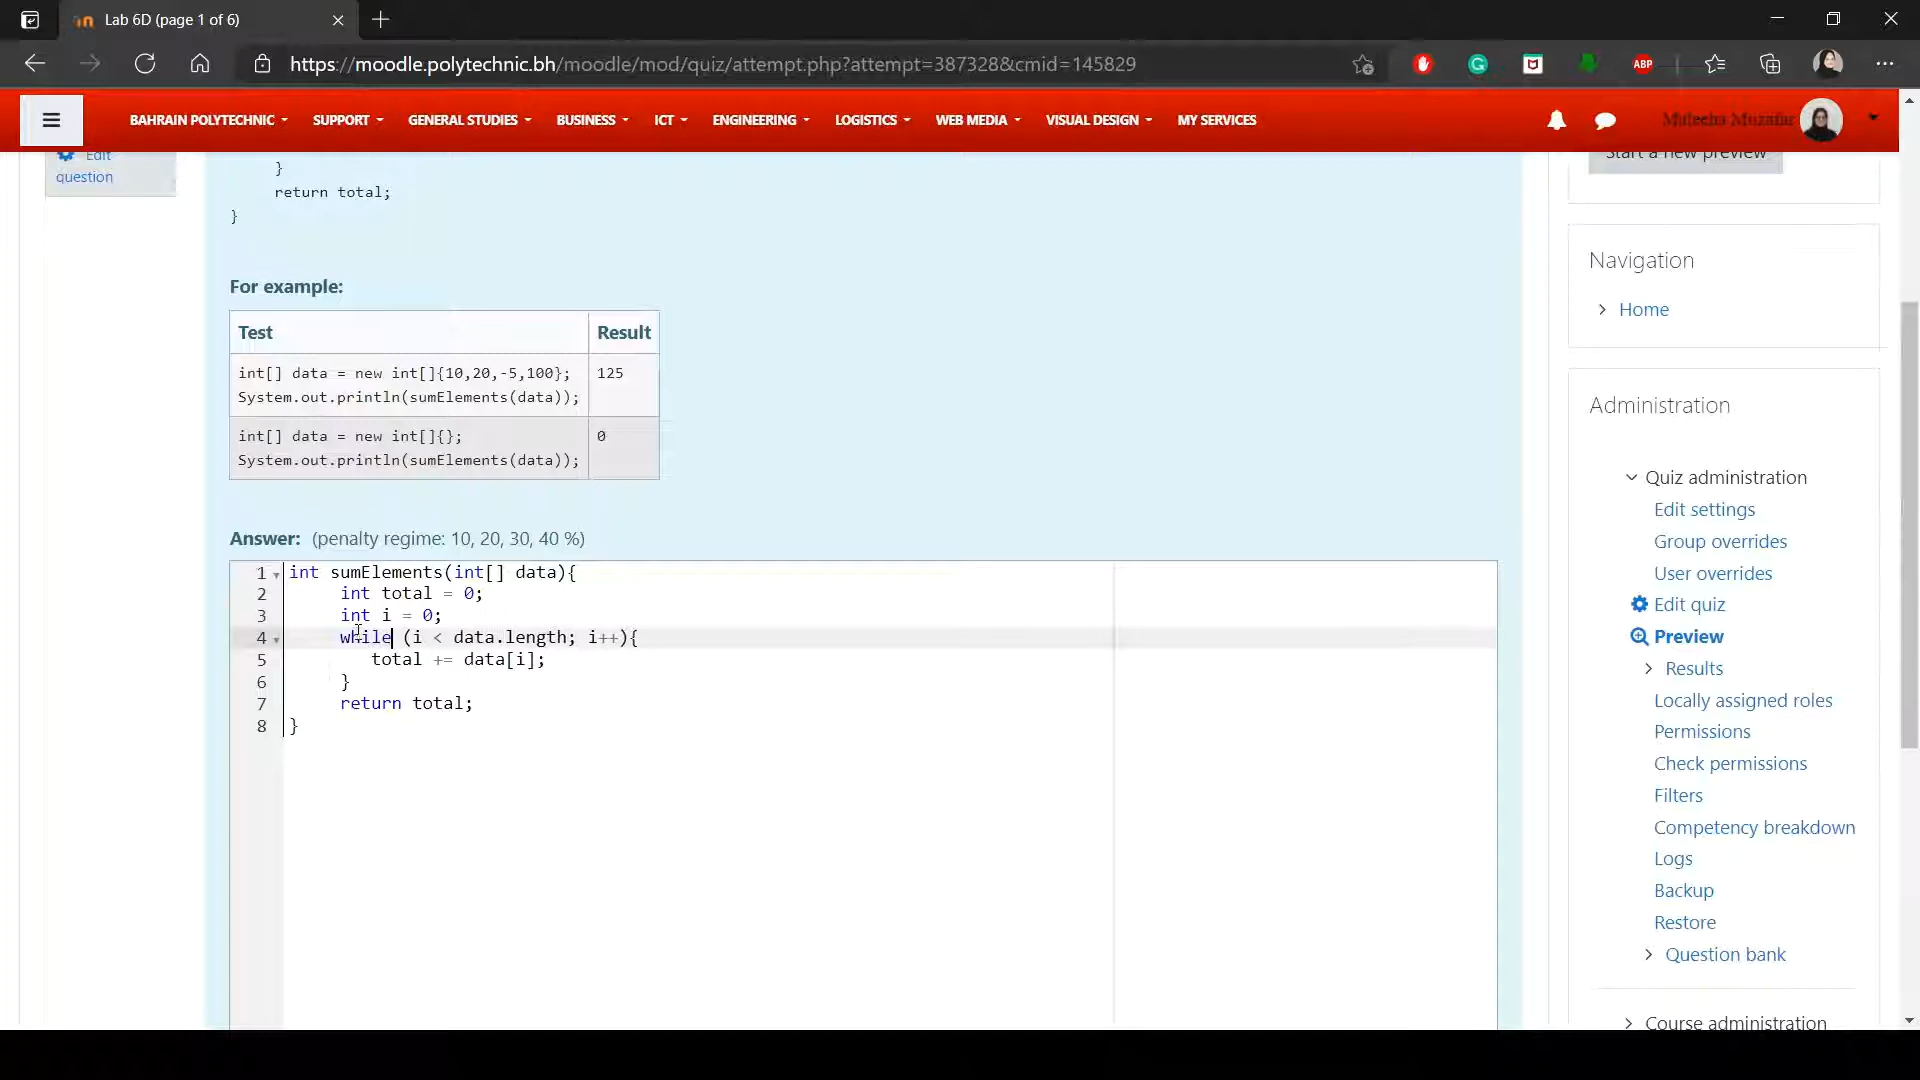 Lab 6D (page 1 of 6)
https://moodle.polytechnic.bh/moodle/mod/quiz/attempt.php?attempt=387328&cmid=145829
ABP
BAHRAIN POLYTECHNIC SUPPORT GENERAL STUDIES BUSINESS ICT ENGINEERING LOGISTICS WEB MEDIA VISUAL DESIGN MY SERVICES
Edit
question
}
return total;
}
For example:
Test Result
int[] data = new int[]{10,20,-5,100}; 125
System.out.println(sumElements(data));
int[] data = new int[]{}; 0
System.out.println(sumElements(data));
Answer: (penalty regime: 10, 20, 30, 40 %)
1 int sumElements(int[] data){
2 int total = 0;
3 int i = 0;
4 while (i < data.length; i++){
5 total += data[i];
6 }
7 return total;
8 }
Start a new preview
Navigation
Home
Administration
Quiz administration
Edit settings
Group overrides
User overrides
Edit quiz
Preview
Results
Locally assigned roles
Permissions
Check permissions
Filters
Competency breakdown
Logs
Backup
Restore
Question bank
Course administration